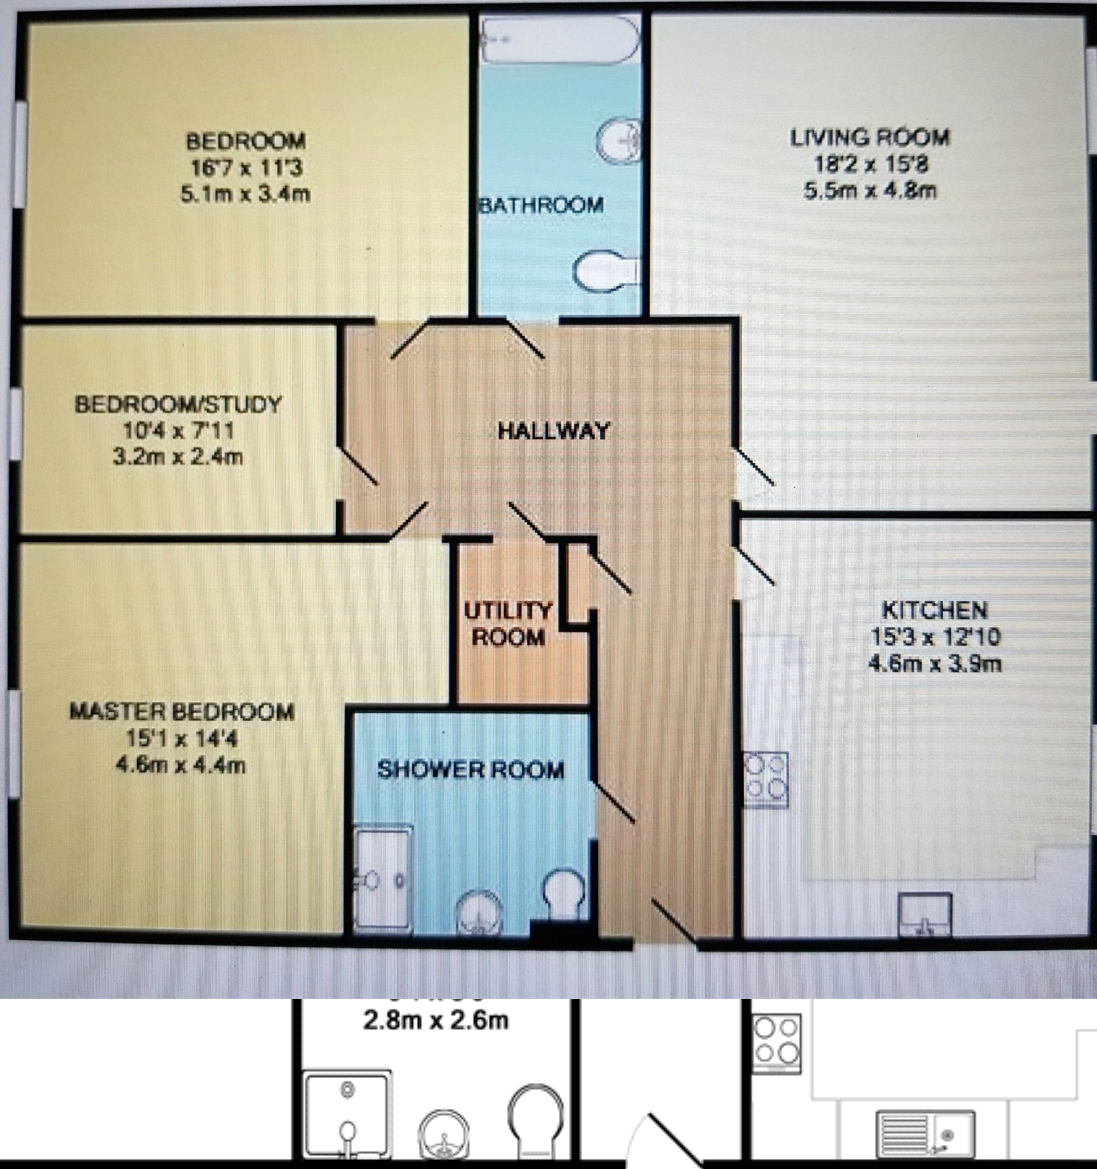 BEDROOM
16'7 x 11'3
5.1m x 3.4m
BATHROOM
LIVING ROOM
18'2 x 15'8
5.5m x 4.8m
BEDROOM/STUDY
10'4 x 7'11
3.2m x 2.4m
HALLWAY
UTILITY
ROOM
KITCHEN
15'3 x 12'10
4.6m x 3.9m
MASTER BEDROOM
15'1 x 14'4
4.6m x 4.4m
SHOWER ROOM
2.8m x 2.6m